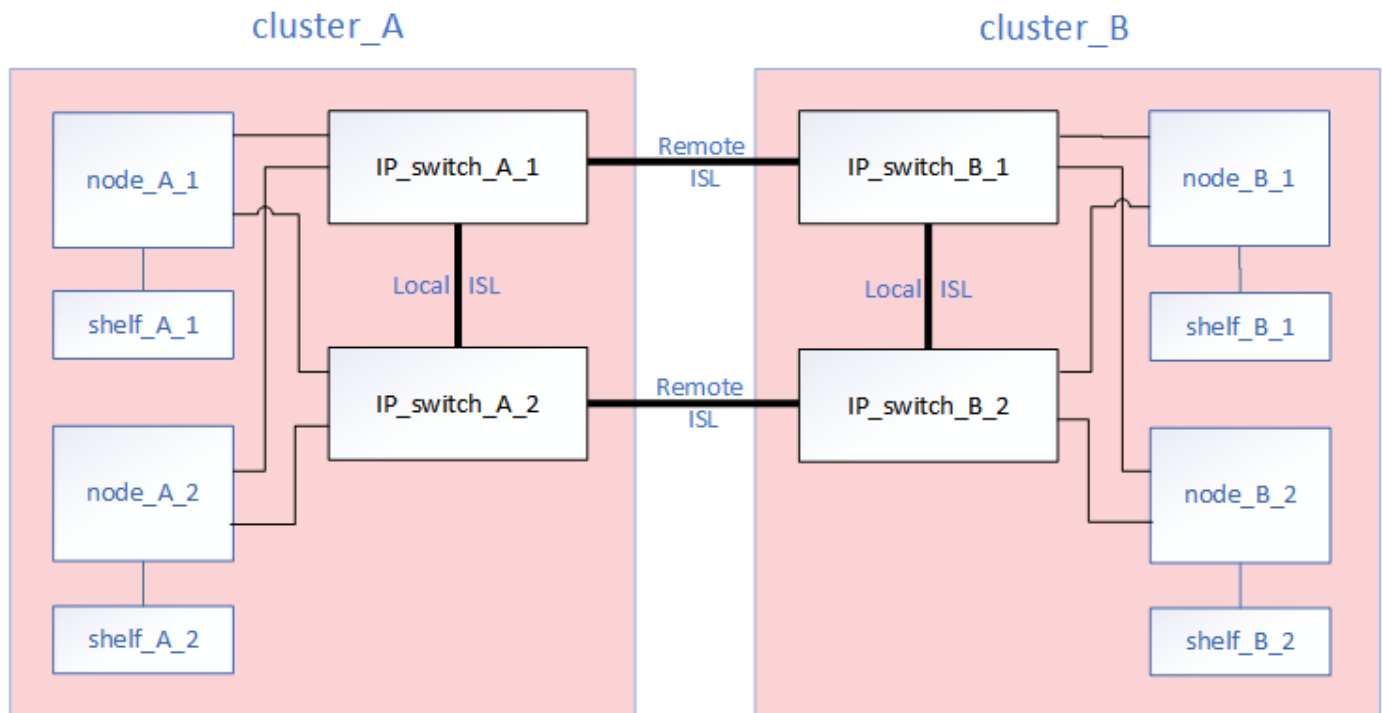 cluster_A
cluster_B
node_A_1
IP_switch_A_1
Remote
ISL
IP_switch_B_1
node_B_1
shelf_A_1
Local ISL
Local ISL
shelf_B_1
IP_switch_A_2
Remote
ISL
IP_switch_B_2
node_A_2
node_B_2
shelf_A_2
shelf_B_2